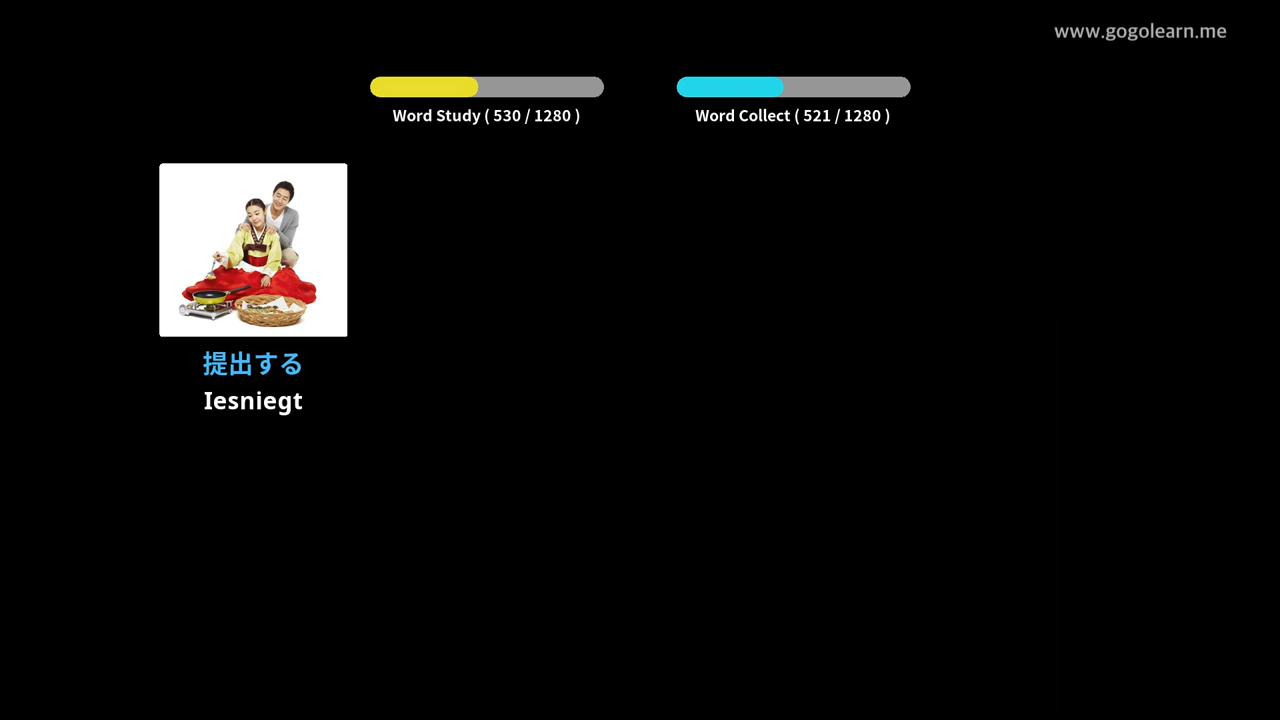 www.gogolearn.me
Word Study ( 530 / 1280 )
Word Collect ( 521 / 1280 )
提出する
Iesniegt